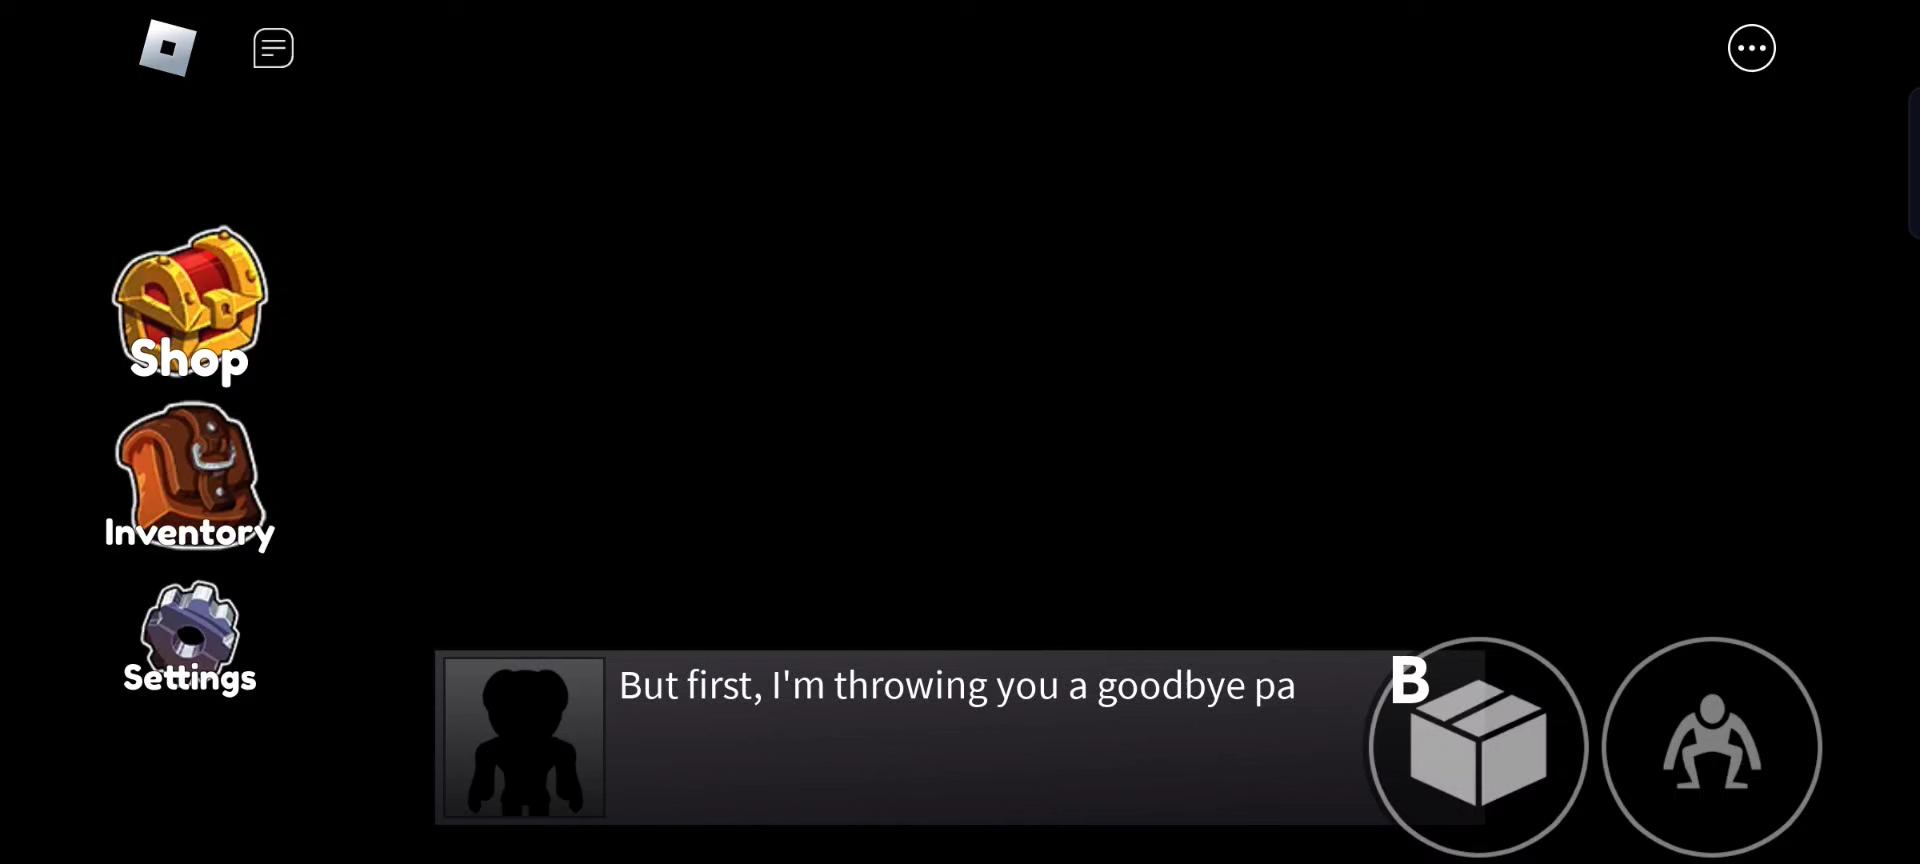 Shop
Inventory
Settings
But first, I'm throwing you a goodbye pa
B